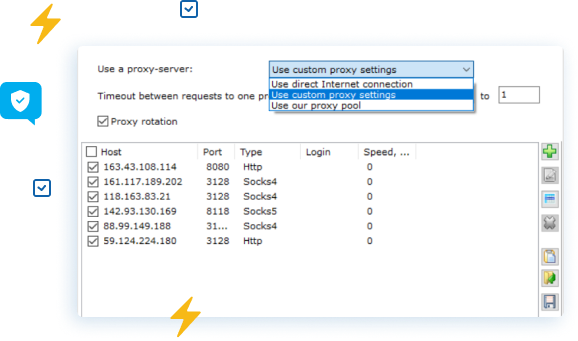 Use a proxy-server: Use custom proxy settings
Use direct Internet connection
Timeout between requests to one Use custom proxy settings to 1
Use our proxy pool
Proxy rotation
Host Port Type Login Speed, ...
163.43.108.114 8080 Http 0
161.117.189.202 3128 Socks4 0
118.163.83.21 3128 Socks4 0
142.93.130.169 8118 Socks5 0
88.99.149.188 31... Socks4 0
59.124.224.180 3128 Http 0